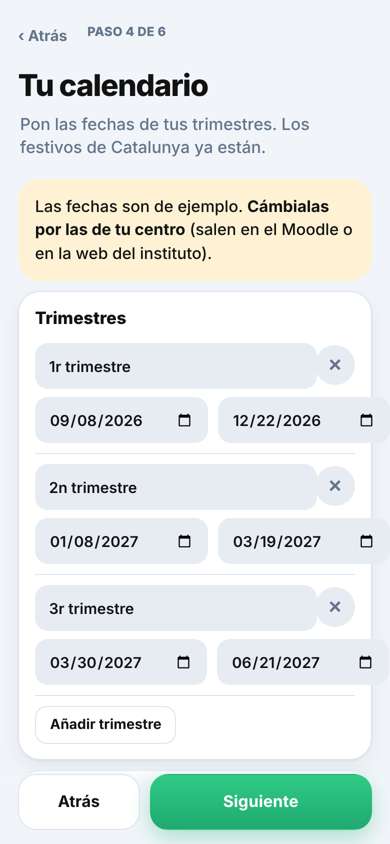 ‹ Atrás PASO 4 DE 6
Tu calendario
Pon las fechas de tus trimestres. Los
festivos de Catalunya ya están.
Las fechas son de ejemplo. Cámbialas
por las de tu centro (salen en el Moodle o
en la web del instituto).
Trimestres
1r trimestre ✕
09/08/2026 12/22/2026
2n trimestre ✕
01/08/2027 03/19/2027
3r trimestre ✕
03/30/2027 06/21/2027
Añadir trimestre
Atrás Siguiente